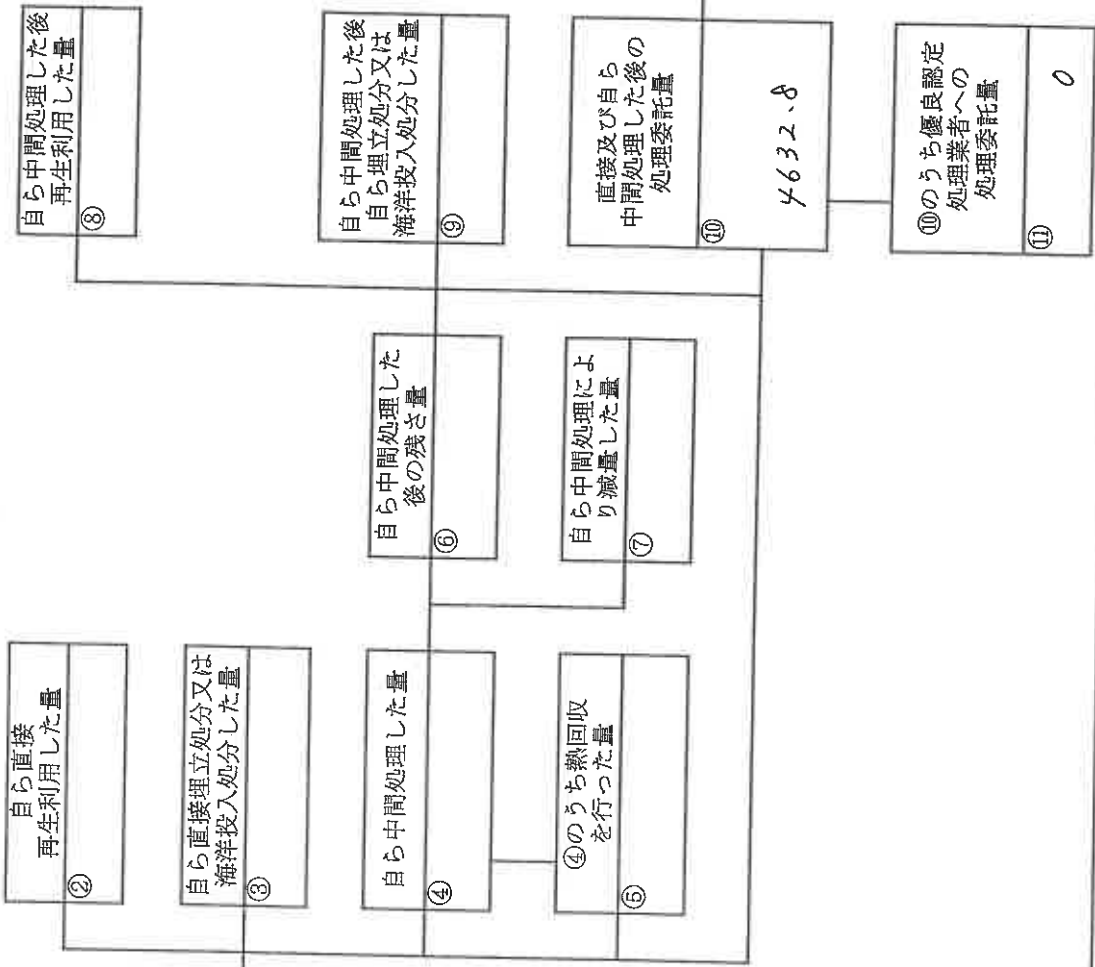 自ら直接
再生利用した量
②
自ら直接埋立処分又は
海洋投入処分した量
③
自ら中間処理した量
④
④のうち熱回収
を行った量
⑤
自ら中間処理した
後の残さ量
⑥
自ら中間処理によ
り減量した量
⑦
自ら中間処理した後
再生利用した量
⑧
自ら中間処理した後
自ら埋立処分又は
海洋投入処分した量
⑨
直接及び自ら
中間処理した後の
処理委託量
⑩
4632.8
⑩のうち優良認定
処理業者への
処理委託量
⑪
0